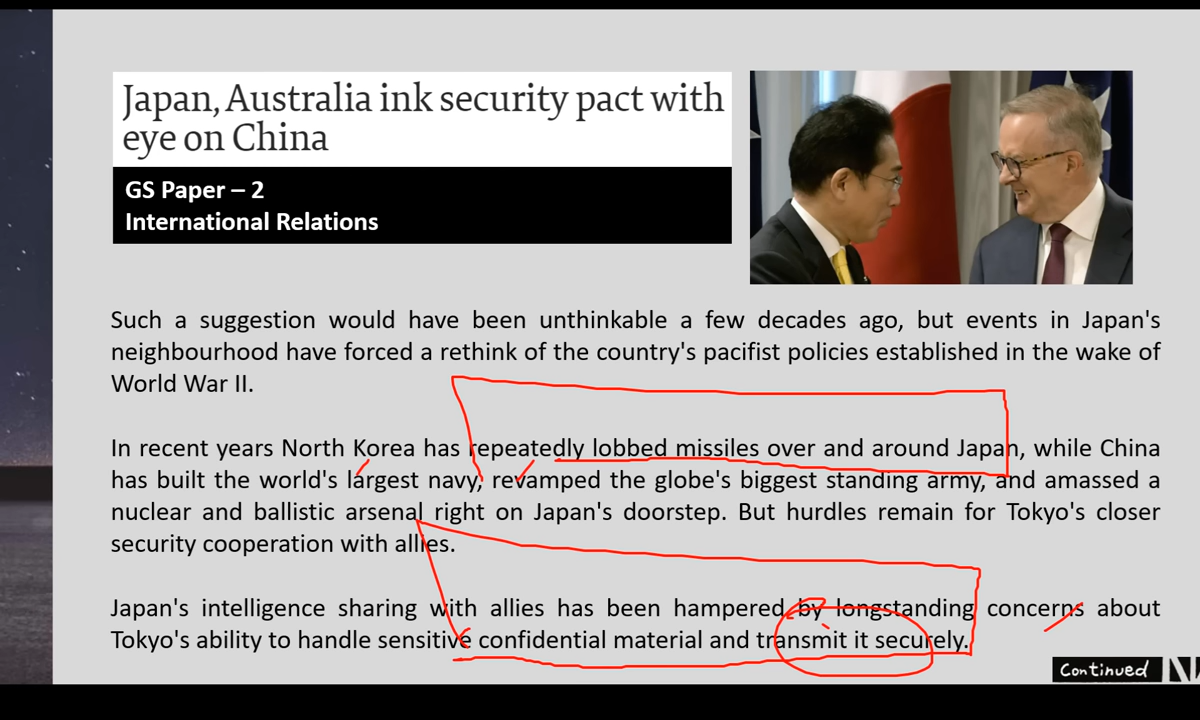 Japan, Australia ink security pact with
eye on China
GS Paper – 2
International Relations
Such a suggestion would have been unthinkable a few decades ago, but events in Japan's
neighbourhood have forced a rethink of the country's pacifist policies established in the wake of
World War II.
In recent years North Korea has repeatedly lobbed missiles over and around Japan, while China
has built the world's largest navy, revamped the globe's biggest standing army, and amassed a
nuclear and ballistic arsenal right on Japan's doorstep. But hurdles remain for Tokyo's closer
security cooperation with allies.
Japan's intelligence sharing with allies has been hampered by longstanding concerns about
Tokyo's ability to handle sensitive confidential material and transmit it securely.
Continued